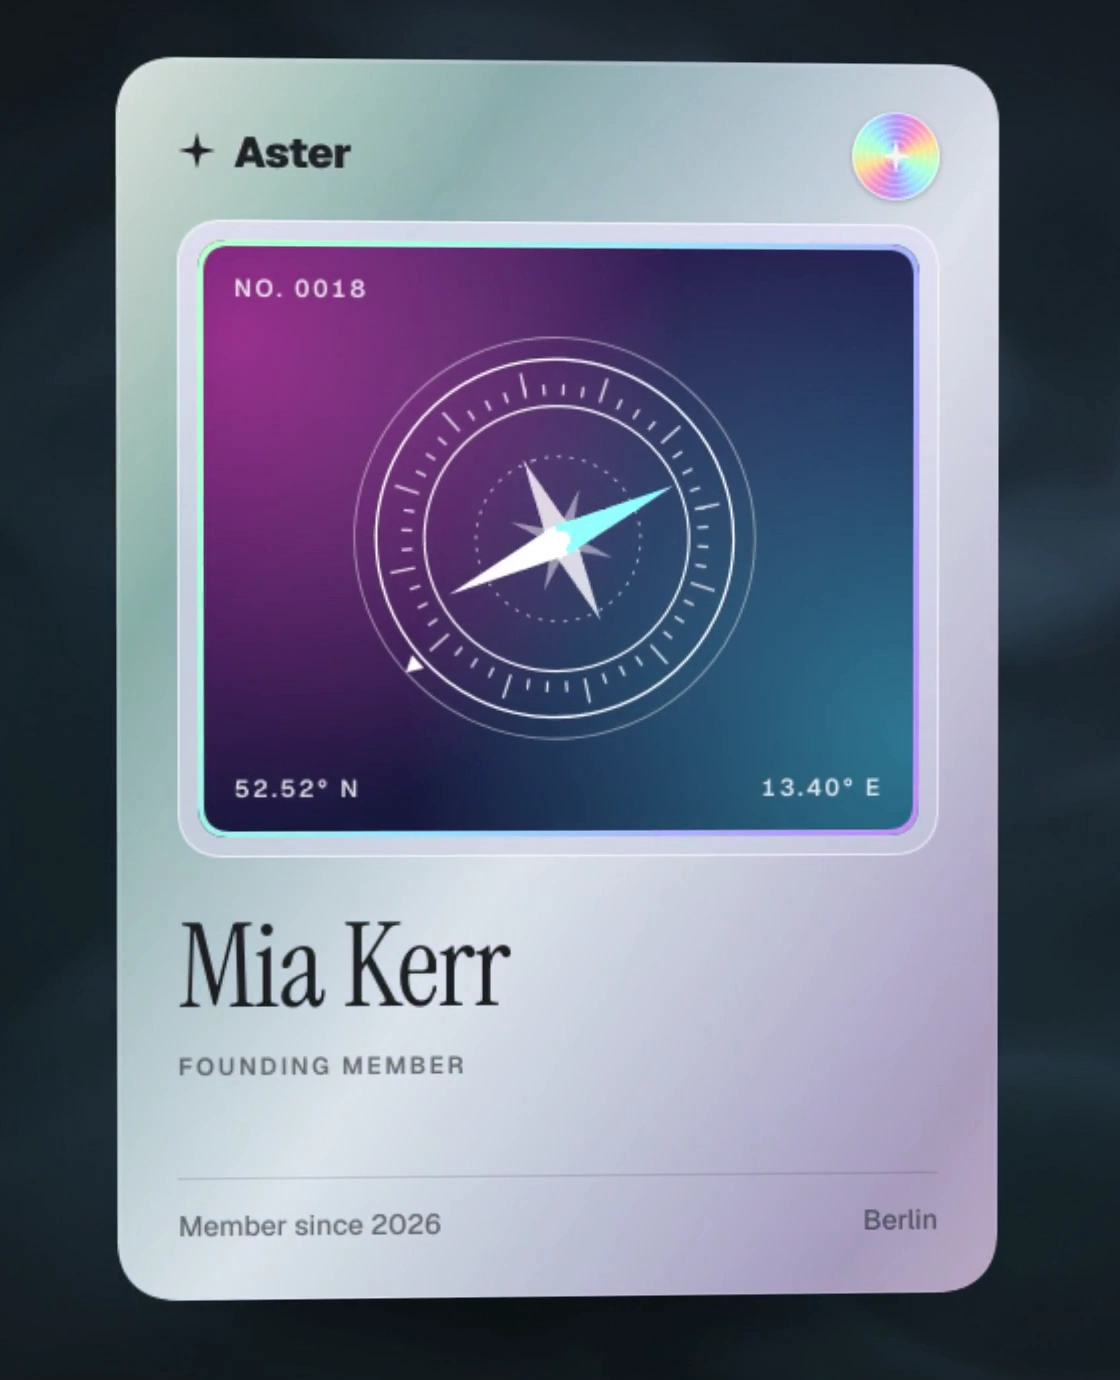 Aster
NO. 0018
52.52° N
13.40° E
Mia Kerr
FOUNDING MEMBER
Member since 2026
Berlin